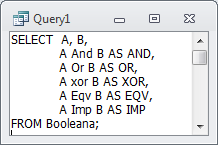 Query1
SELECT A, B,
A And B AS AND,
A Or B AS OR,
A xor B AS XOR,
A Eqv B AS EQV,
A Imp B AS IMP
FROM Booleana;